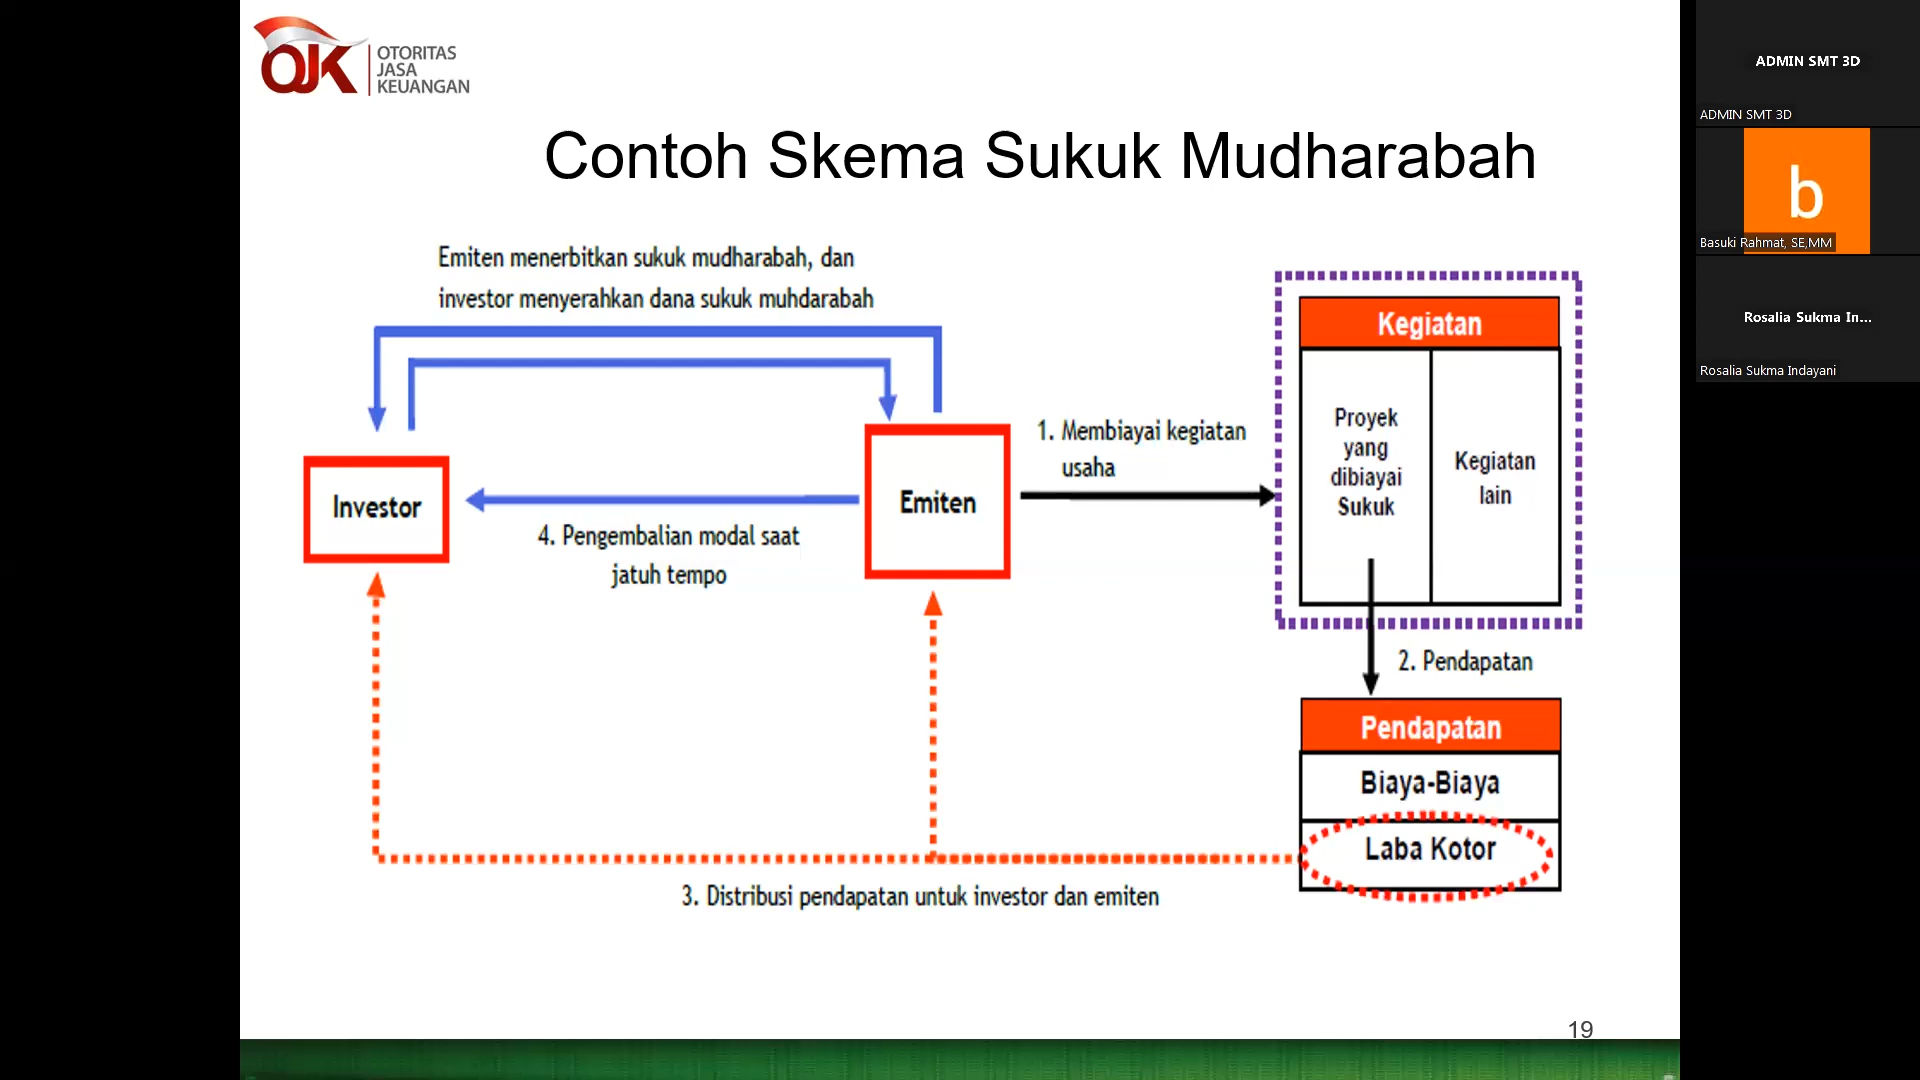 OJK
OTORITAS
JASA
KEUANGAN
Contoh Skema Sukuk Mudharabah
Emiten menerbitkan sukuk mudharabah, dan
investor menyerahkan dana sukuk muhdarabah
Kegiatan
Proyek
yang
dibiayai
Sukuk
Kegiatan
lain
1. Membiayai kegiatan
usaha
Investor
Emiten
4. Pengembalian modal saat
jatuh tempo
2. Pendapatan
Pendapatan
Biaya-Biaya
Laba Kotor
3. Distribusi pendapatan untuk investor dan emiten
19
ADMIN SMT 3D
ADMIN SMT 3D
b
Basuki Rahmat, SE,MM
Rosalia Sukma In...
Rosalia Sukma Indayani